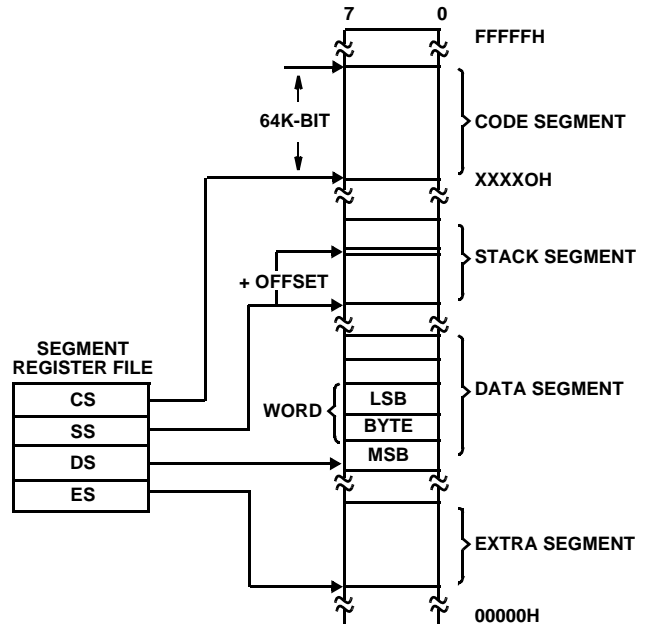 7 0
FFFFFH
64K-BIT
CODE SEGMENT
XXXXOH
STACK SEGMENT
+ OFFSET
SEGMENT
REGISTER FILE
CS
SS
DS
ES
WORD
LSB
BYTE
MSB
DATA SEGMENT
EXTRA SEGMENT
00000H